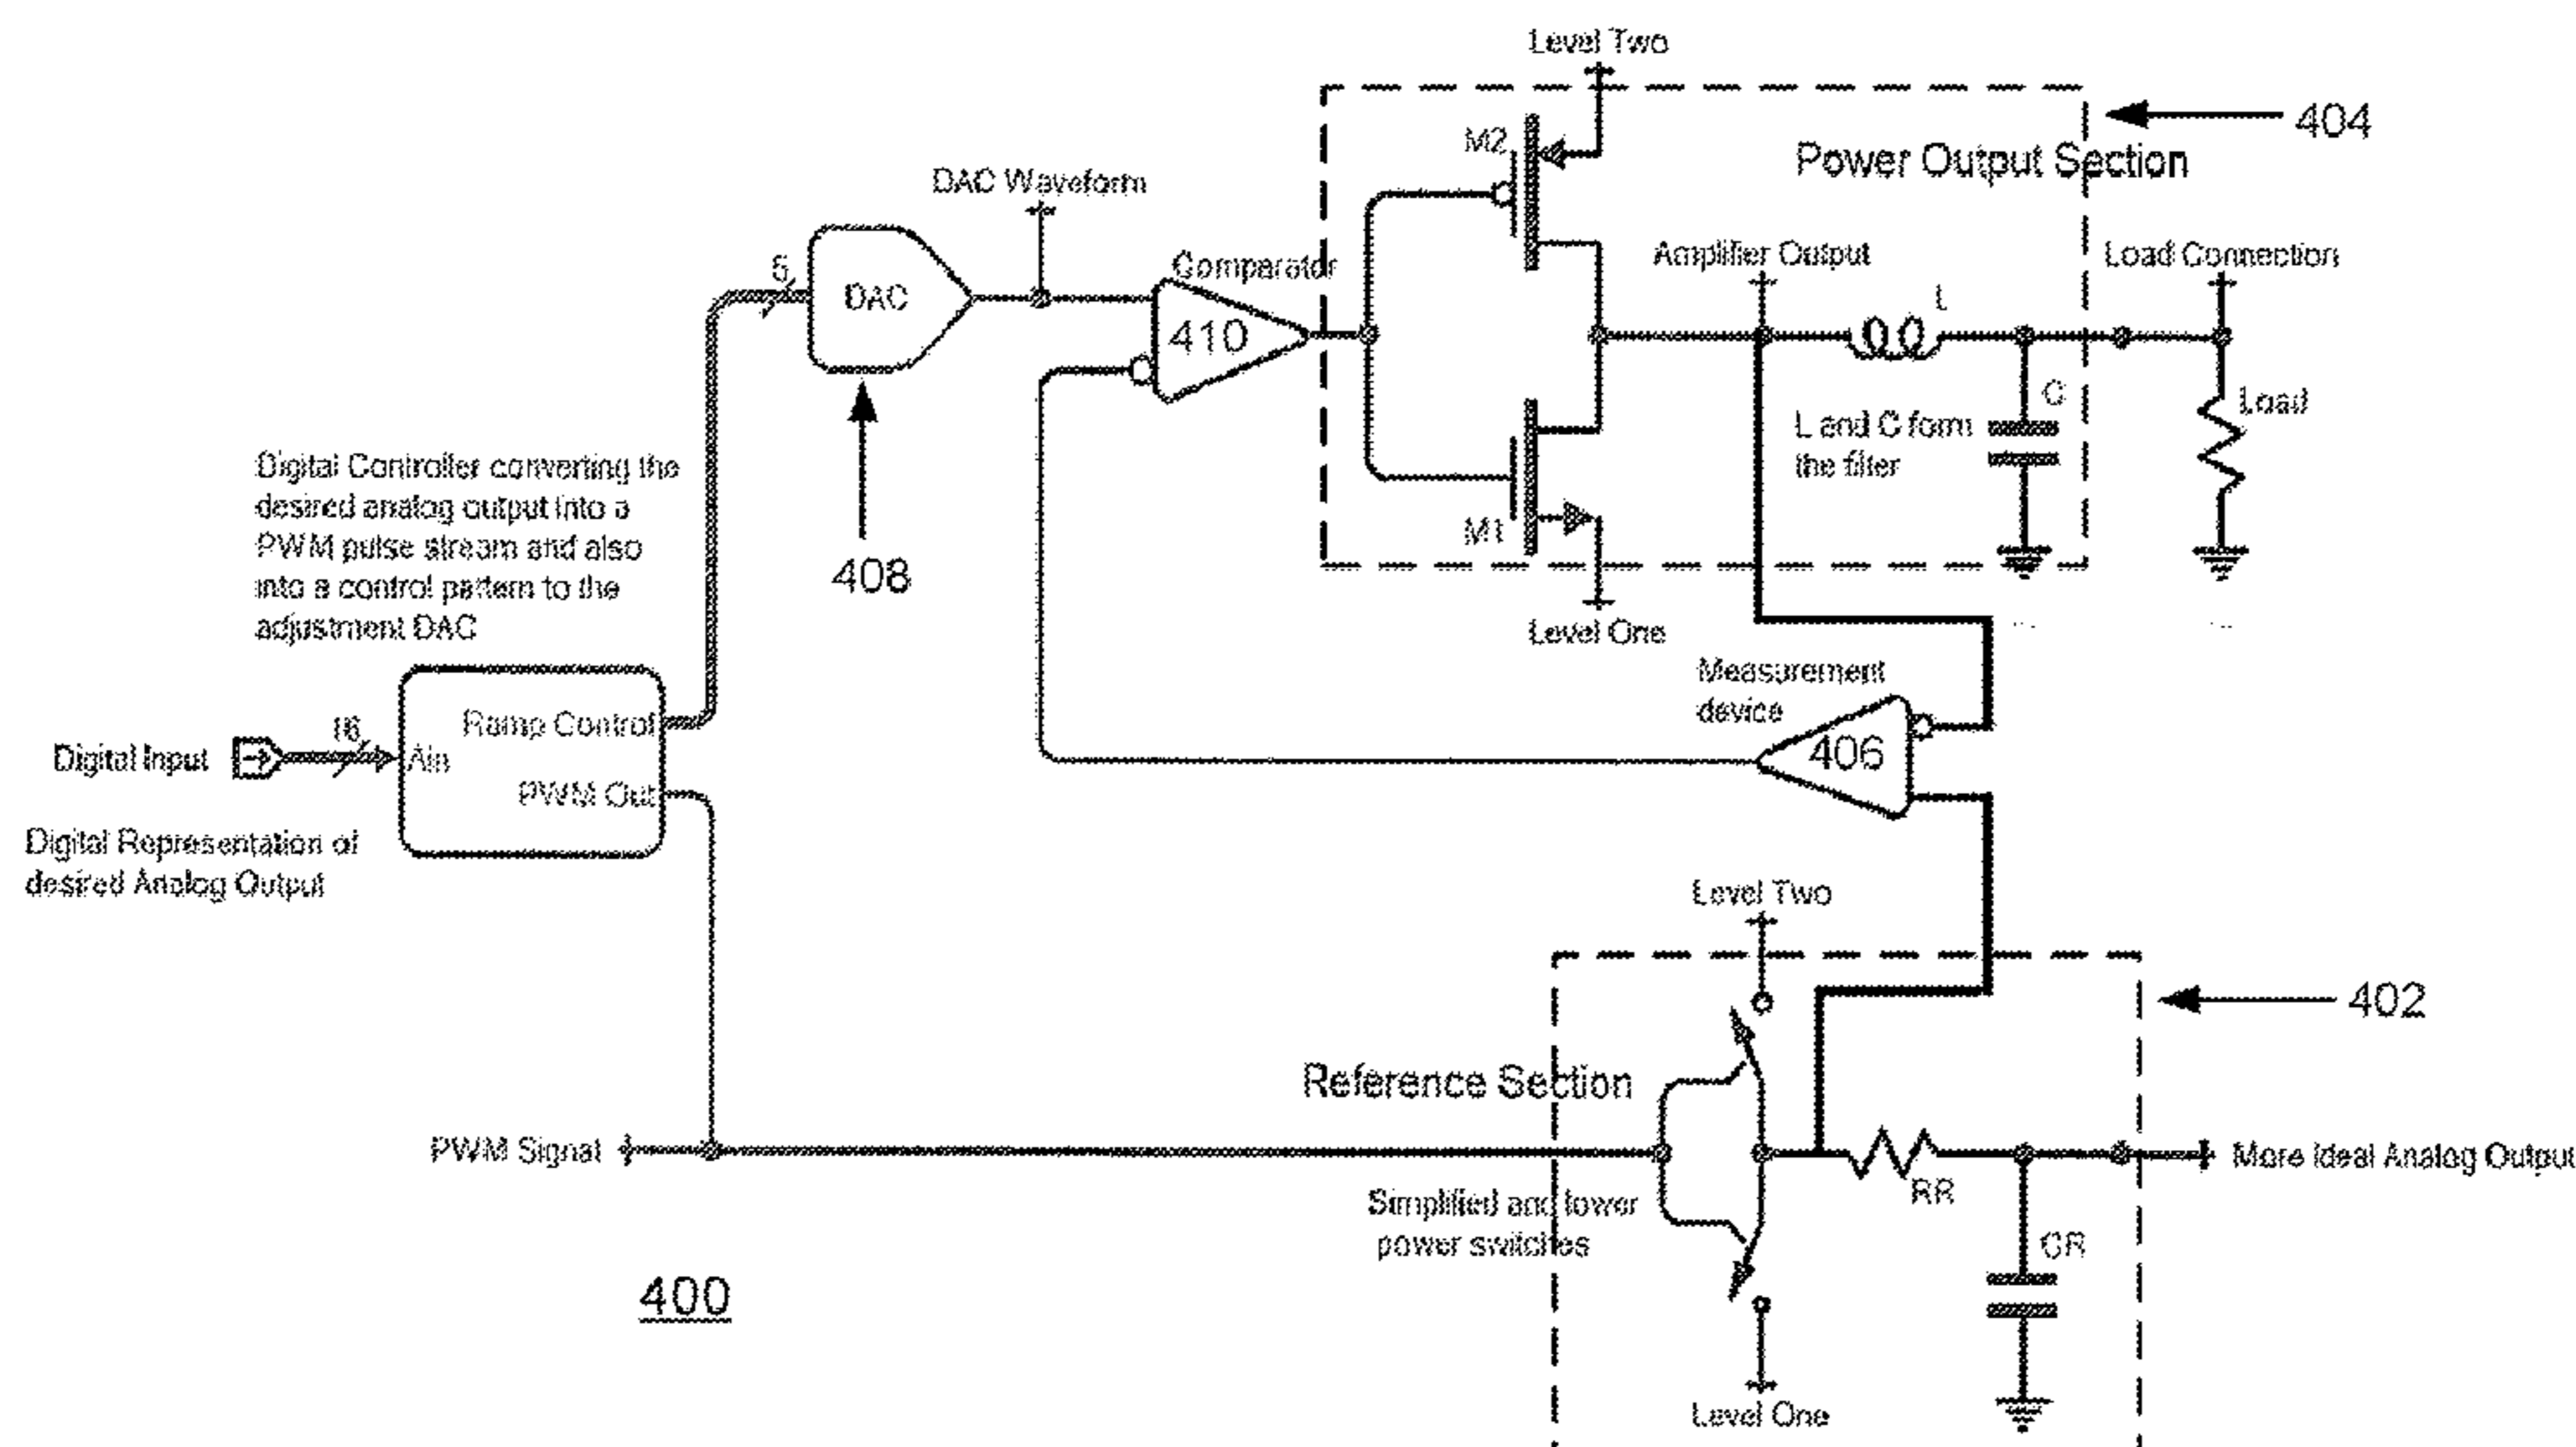 Level Two
404
M2
Power Output Section
DAC Waveform
Comparator
Amplifier Output
Load Connection
6
DAC
410
L
C
Load
L and C form
the filter
Digital Controller converting the
desired analog output into a
PWM pulse stream and also
into a control pattern to the
adjustment DAC
408
M1
Level One
Measurement
device
406
Ramp Control
16
Digital Input
Ain
PWM Out
Digital Representation of
desired Analog Output
Level Two
402
Reference Section
PWM Signal
More Ideal Analog Output
RR
Simplified and lower
power switches
CR
400
Level One